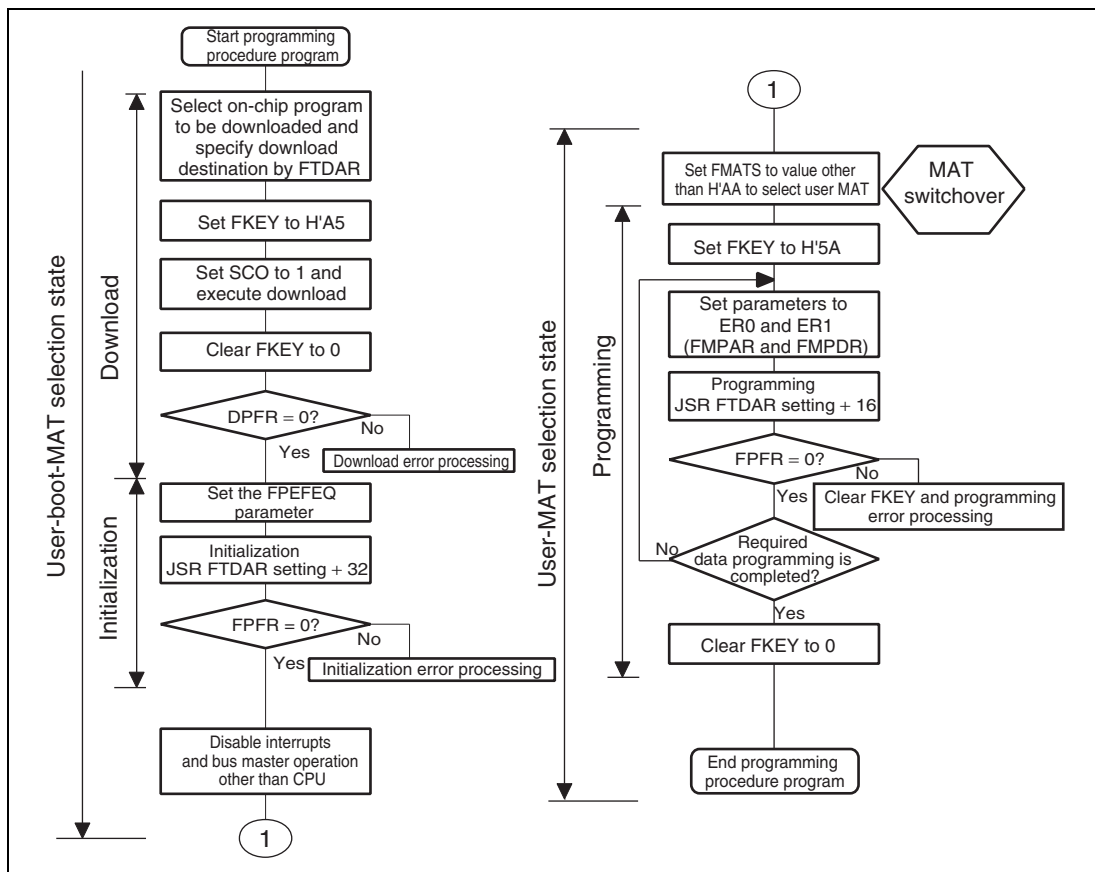 Start programming
procedure program
User-boot-MAT selection state
Download
Select on-chip program
to be downloaded and
specify download
destination by FTDAR
Set FKEY to H'A5
Set SCO to 1 and
execute download
Clear FKEY to 0
DPFR = 0?
No
Yes
Download error processing
Initialization
Set the FPEFEQ
parameter
Initialization
JSR FTDAR setting + 32
FPFR = 0?
No
Yes
Initialization error processing
Disable interrupts
and bus master operation
other than CPU
1
1
User-MAT selection state
Set FMATS to value other
than H'AA to select user MAT
MAT
switchover
Programming
Set FKEY to H'5A
Set parameters to
ER0 and ER1
(FMPAR and FMPDR)
Programming
JSR FTDAR setting + 16
FPFR = 0?
No
Yes
Clear FKEY and programming
error processing
No
Required
data programming is
completed?
Yes
Clear FKEY to 0
End programming
procedure program